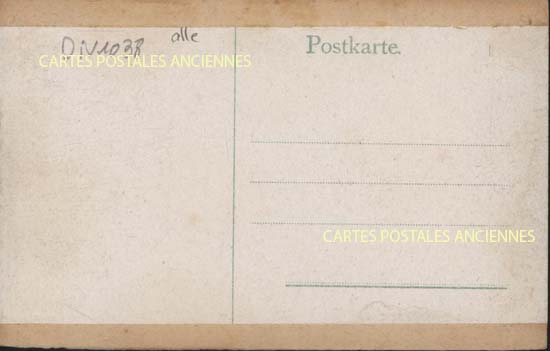 DIV1038 alle
Postkarte.
CARTES POSTALES ANCIENNES
CARTES POSTALES ANCIENNES